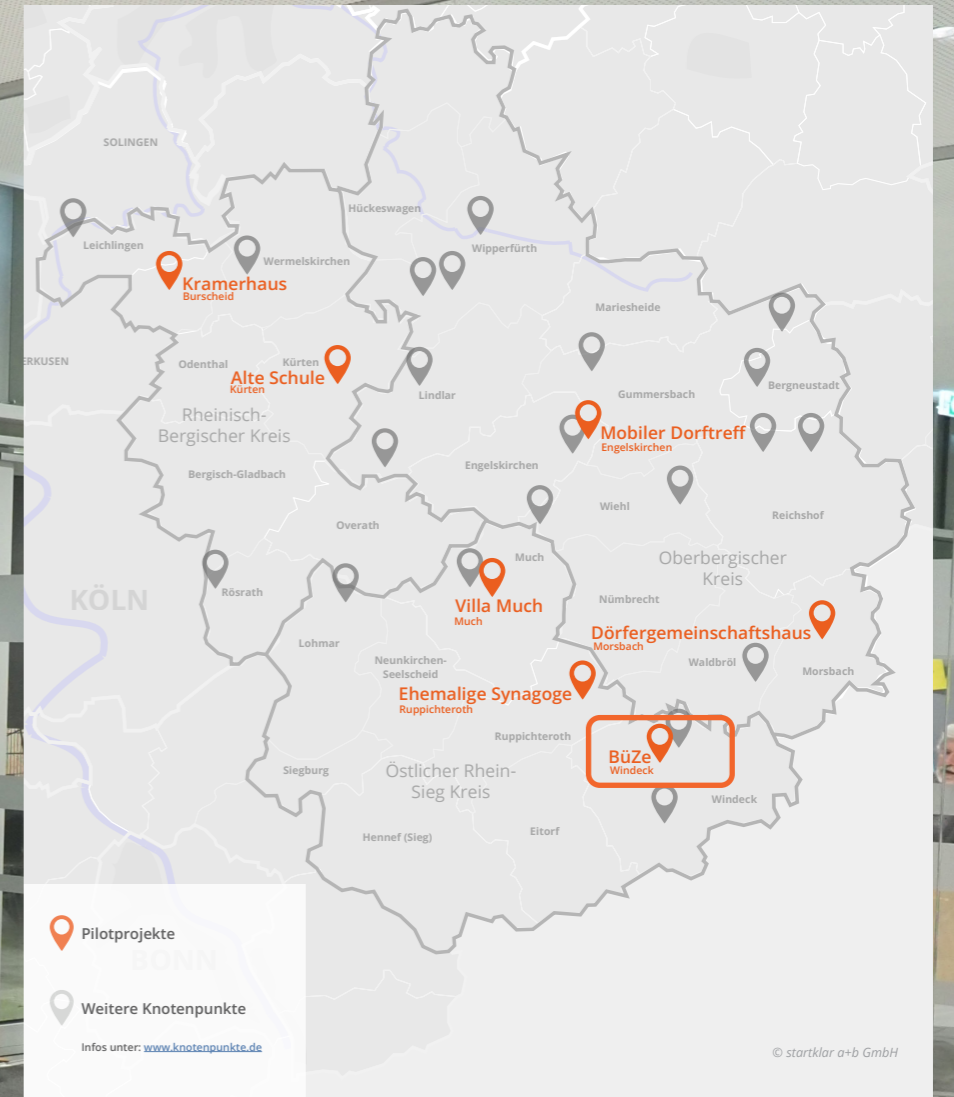 SOLINGEN
Hückeswagen
Leichlingen
Wipperfürth
Wermelskirchen
Kramerhaus
Burscheid
Mariesheide
ERKUSEN
Odenthal
Kürten
Alte Schule
Kürten
Bergneustadt
Lindlar
Gummersbach
Rheinisch-
Bergischer Kreis
Mobiler Dorftreff
Engelskirchen
Engelskirchen
Bergisch-Gladbach
Wiehl
Reichshof
Overath
Much
Oberbergischer
Kreis
Rösrath
KÖLN
Nümbrecht
Villa Much
Much
Dörfergemeinschaftshaus
Morsbach
Lohmar
Neunkirchen-
Seelscheid
Waldbröl
Morsbach
Ehemalige Synagoge
Ruppichteroth
Ruppichteroth
BüZe
Windeck
Siegburg
Östlicher Rhein-
Sieg Kreis
Windeck
Eitorf
Hennef (Sieg)
Pilotprojekte
BONN
Weitere Knotenpunkte
Infos unter: www.knotenpunkte.de
© startklar a+b GmbH